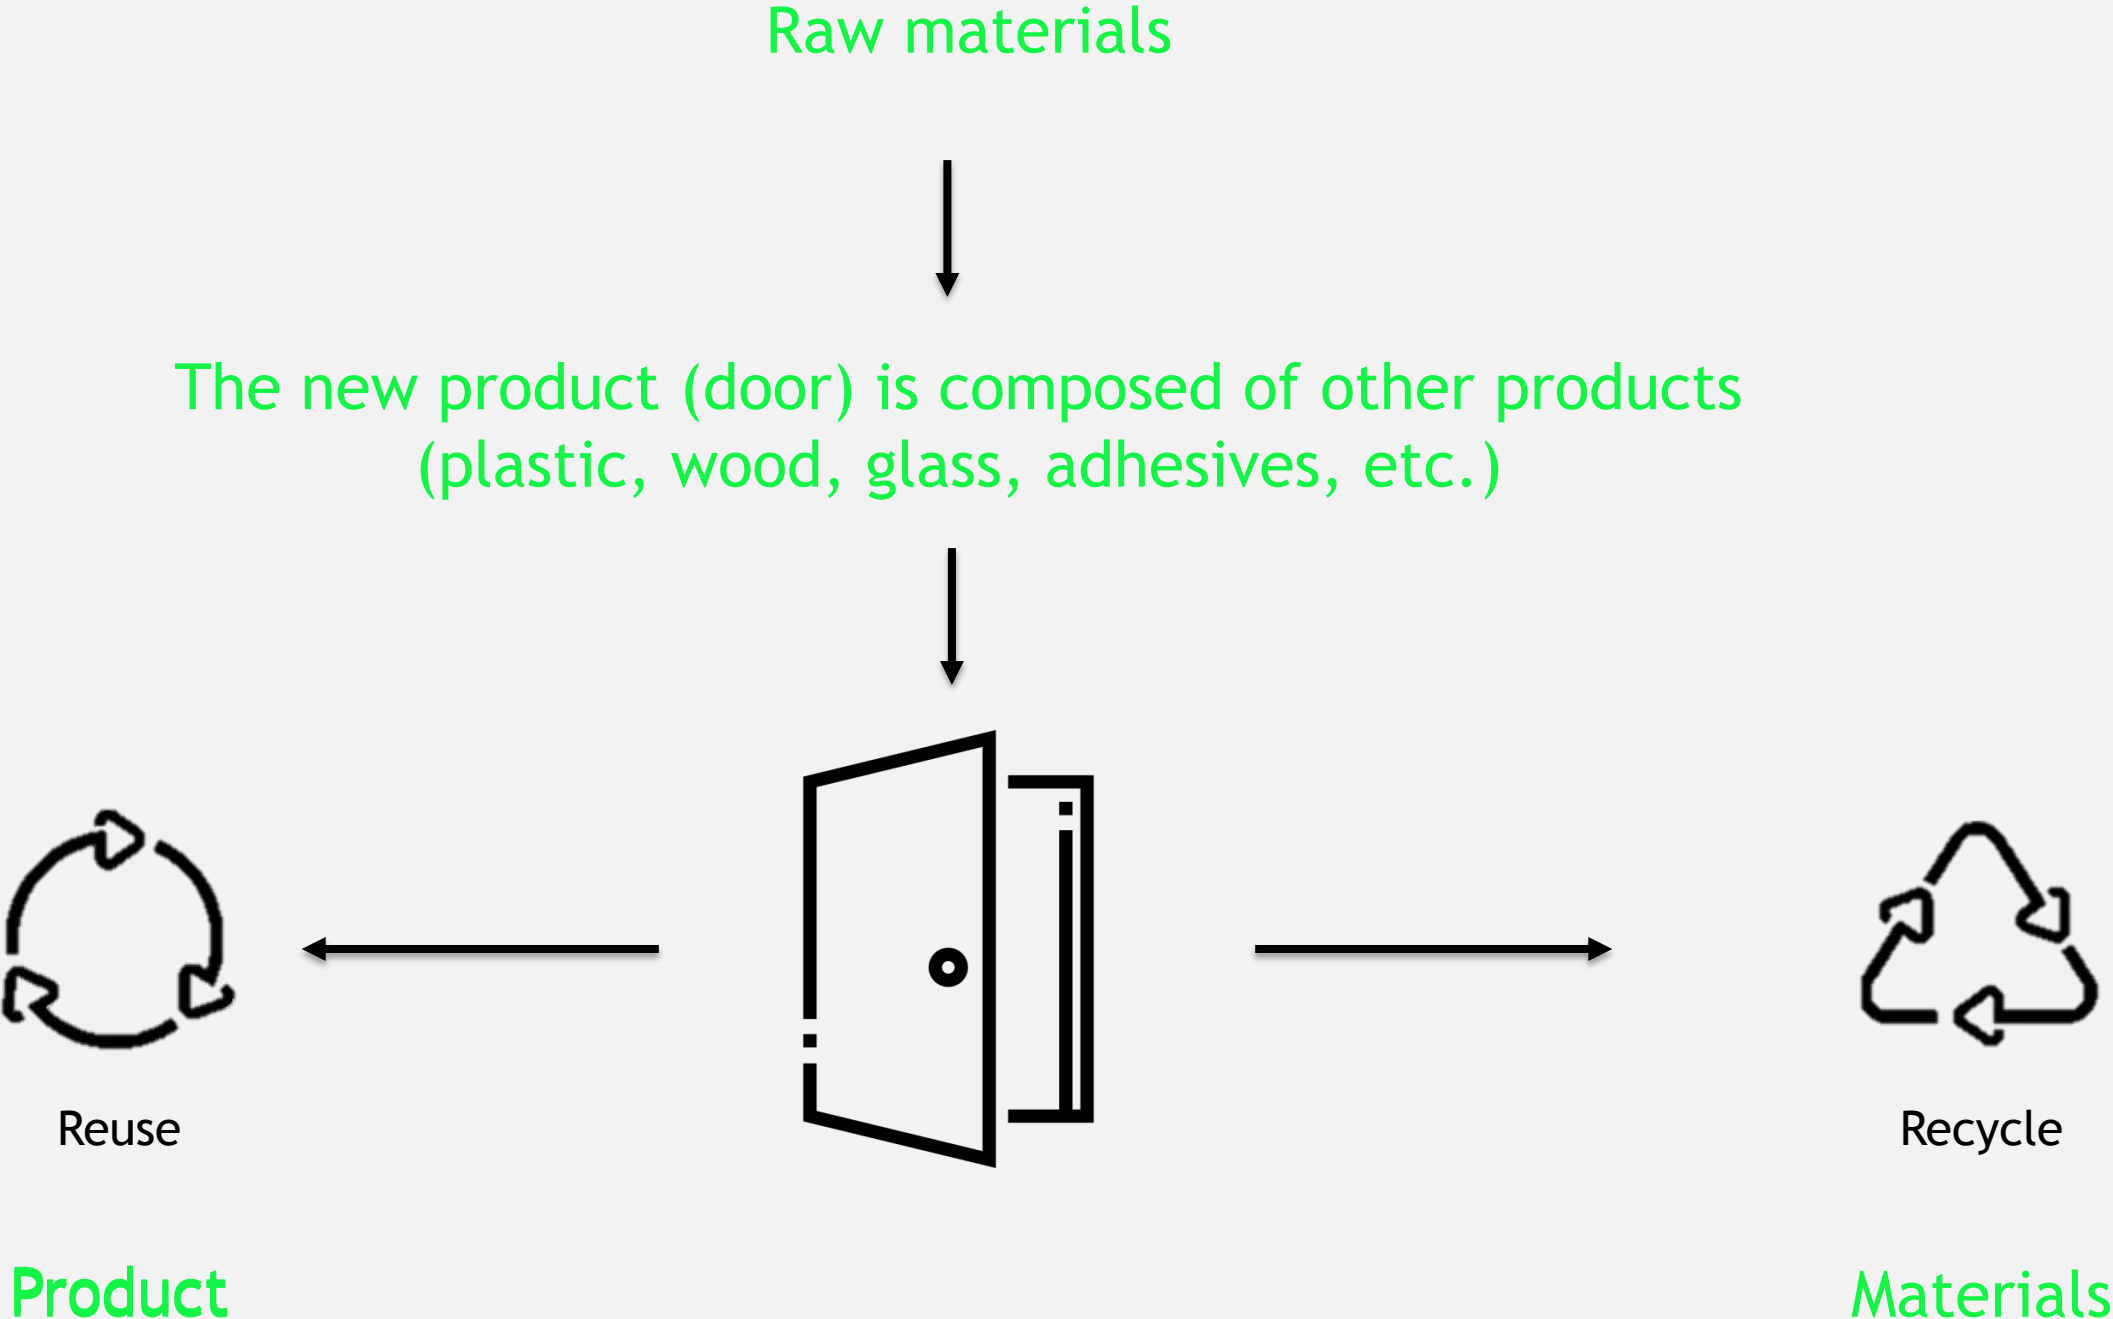 Raw materials
The new product (door) is composed of other products
(plastic, wood, glass, adhesives, etc.)
Reuse
Recycle
Product
Materials